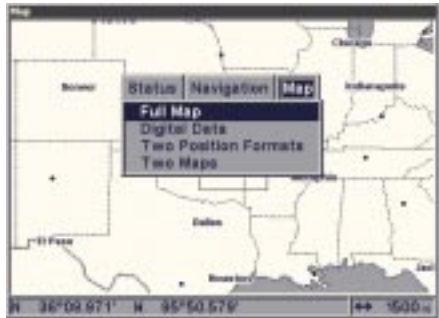 Map
Chicago
Denver
Indianapolis
Status Navigation Map
Full Map
Digital Data
Two Position Formats
Two Maps
Memphis
Dallas
El Paso
Houston
N 36°09.971' W 95°50.579' ↔ 1500